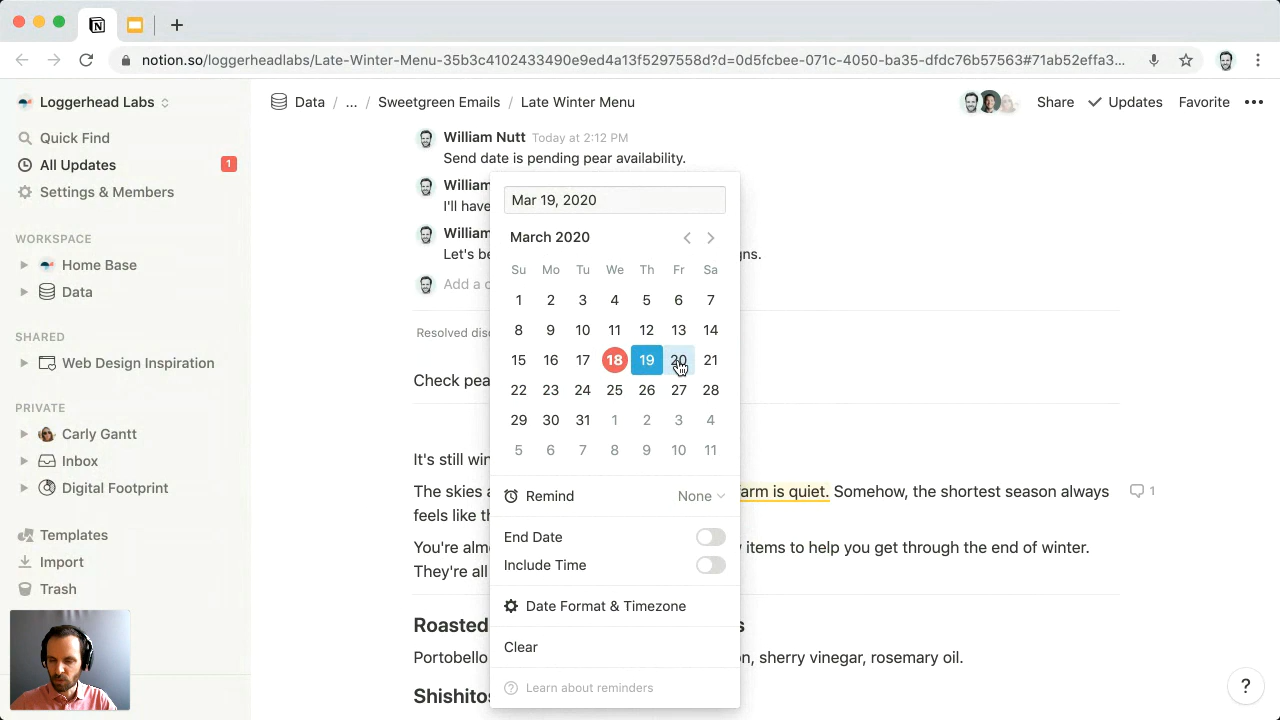 notion.so/loggerheadlabs/Late-Winter-Menu-35b3c4102433490e9ed4a13f5297558d?d=0d5fcbee-071c-4050-ba35-dfdc76b57563#71ab52effa3...
Loggerhead Labs
Data / ... / Sweetgreen Emails / Late Winter Menu
Share Updates Favorite
Quick Find
All Updates 1
Settings & Members
WORKSPACE
Home Base
Data
SHARED
Web Design Inspiration
PRIVATE
Carly Gantt
Inbox
Digital Footprint
Templates
Import
Trash
William Nutt Today at 2:12 PM
Send date is pending pear availability.
William
I'll have
William
Let's be
Add a c
Resolved
Check
Mar 19, 2020
March 2020
Su Mo Tu We Th Fr Sa
1 2 3 4 5 6 7
8 9 10 11 12 13 14
15 16 17 18 19 20 21
22 23 24 25 26 27 28
29 30 31 1 2 3 4
5 6 7 8 9 10 11
Remind None
End Date
Include Time
Date Format & Timezone
Clear
Learn about reminders
It's still
The skies arm is quiet. Somehow, the shortest season always 1
feels like
You're items to help you get through the end of winter.
They're all
Roasted
Portobello sherry vinegar, rosemary oil.
Shishitos
?